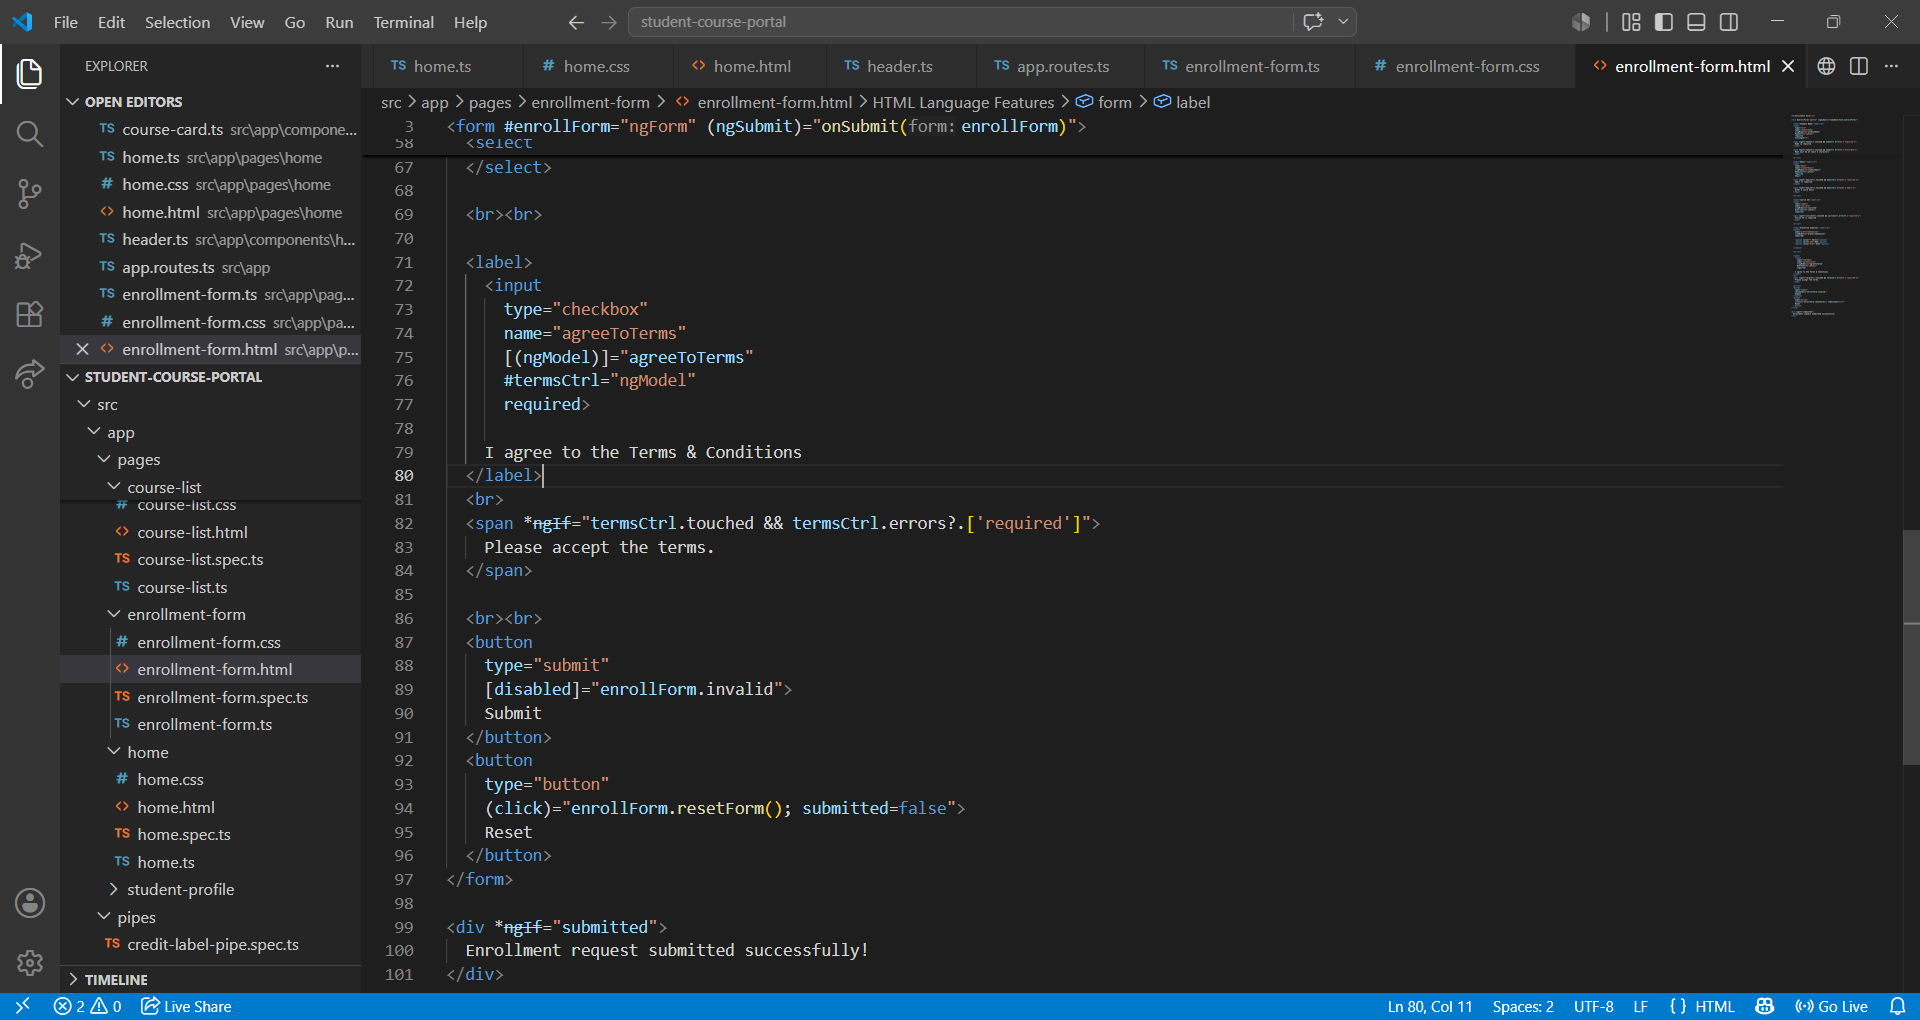 File Edit Selection View Go Run Terminal Help
student-course-portal
EXPLORER
OPEN EDITORS
TS course-card.ts src\app\compone...
TS home.ts src\app\pages\home
# home.css src\app\pages\home
<> home.html src\app\pages\home
TS header.ts src\app\components\h...
TS app.routes.ts src\app
TS enrollment-form.ts src\app\pag...
# enrollment-form.css src\app\pa...
<> enrollment-form.html src\app\p...
STUDENT-COURSE-PORTAL
src
app
pages
course-list
# course-list.css
<> course-list.html
TS course-list.spec.ts
TS course-list.ts
enrollment-form
# enrollment-form.css
<> enrollment-form.html
TS enrollment-form.spec.ts
TS enrollment-form.ts
home
# home.css
<> home.html
TS home.spec.ts
TS home.ts
student-profile
pipes
TS credit-label-pipe.spec.ts
TIMELINE
TS home.ts # home.css <> home.html TS header.ts TS app.routes.ts TS enrollment-form.ts # enrollment-form.css <> enrollment-form.html
src > app > pages > enrollment-form > <> enrollment-form.html > HTML Language Features > form > label
3 <form #enrollForm="ngForm" (ngSubmit)="onSubmit(form: enrollForm)">
58 <select
67 </select>
68
69 <br><br>
70
71 <label>
72 <input
73 type="checkbox"
74 name="agreeToTerms"
75 [(ngModel)]="agreeToTerms"
76 #termsCtrl="ngModel"
77 required>
78
79 I agree to the Terms & Conditions
80 </label>
81 <br>
82 <span *ngIf="termsCtrl.touched && termsCtrl.errors?.['required']">
83 Please accept the terms.
84 </span>
85
86 <br><br>
87 <button
88 type="submit"
89 [disabled]="enrollForm.invalid">
90 Submit
91 </button>
92 <button
93 type="button"
94 (click)="enrollForm.resetForm(); submitted=false">
95 Reset
96 </button>
97 </form>
98
99 <div *ngIf="submitted">
100 Enrollment request submitted successfully!
101 </div>
2 0 Live Share Ln 80, Col 11 Spaces: 2 UTF-8 LF {} HTML Go Live